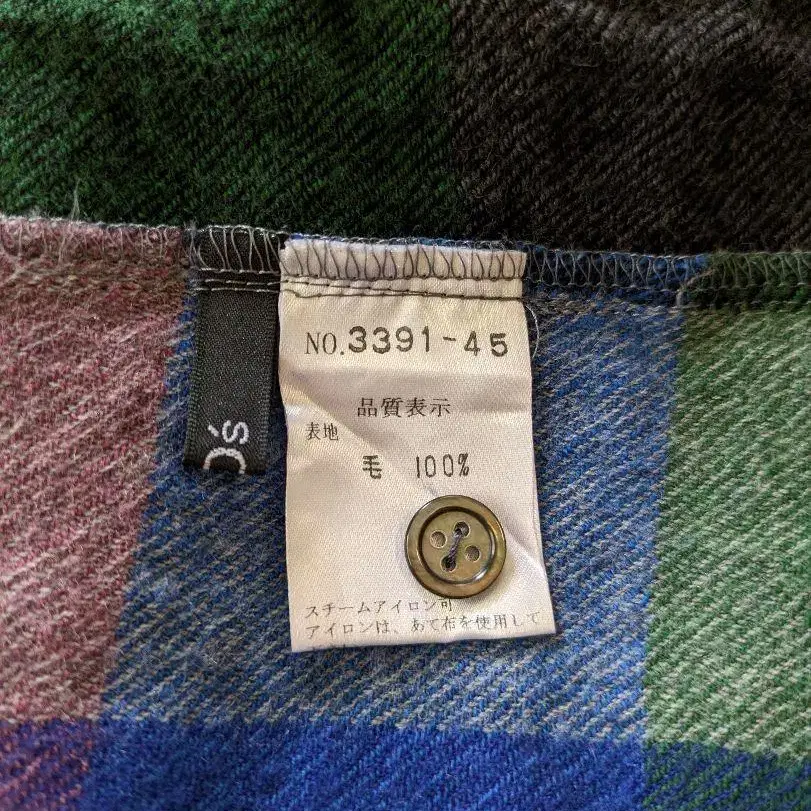 NO.3391-45
品質表示
表地
毛 100%
スチームアイロン可
アイロンは、あて布を使用して
's